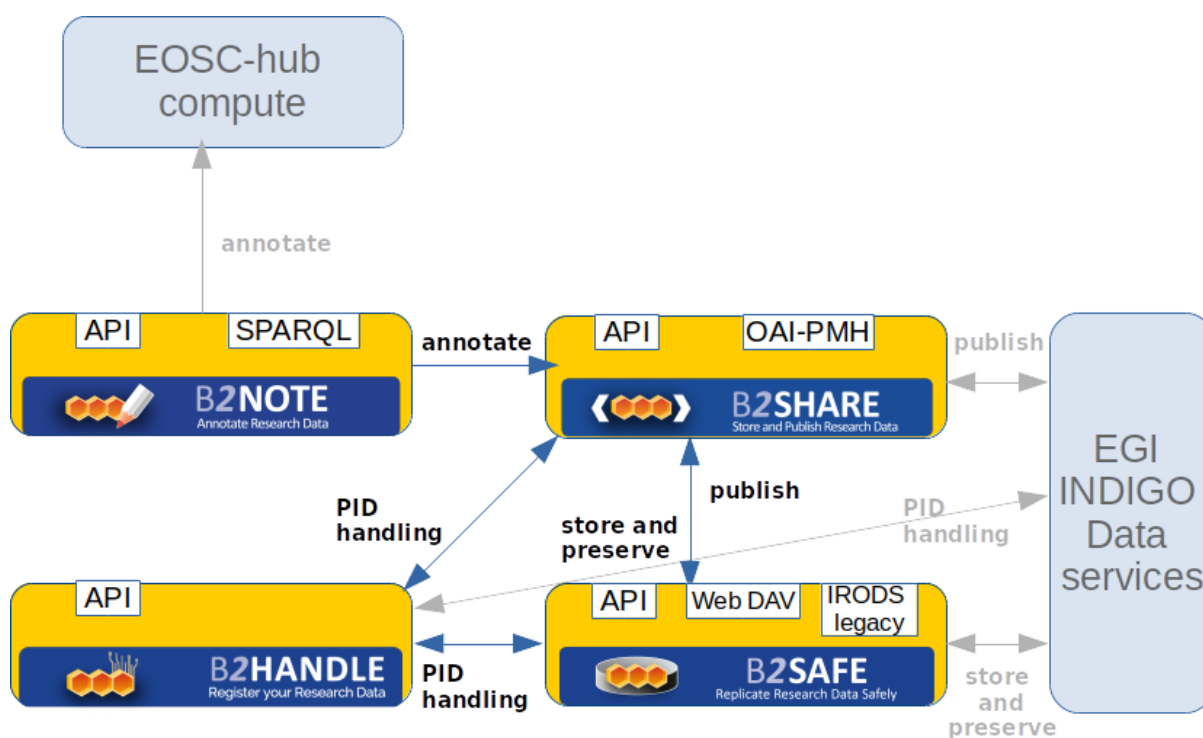 EOSC-hub
compute
annotate
API
SPARQL
B2NOTE
Annotate Research Data
annotate
API
OAI-PMH
B2SHARE
Store and Publish Research Data
publish
EGI
INDIGO
Data
services
PID
handling
publish
store and
preserve
PID
handling
API
B2HANDLE
Register your Research Data
PID
handling
API
Web DAV
IRODS
legacy
B2SAFE
Replicate Research Data Safely
store
and
preserve